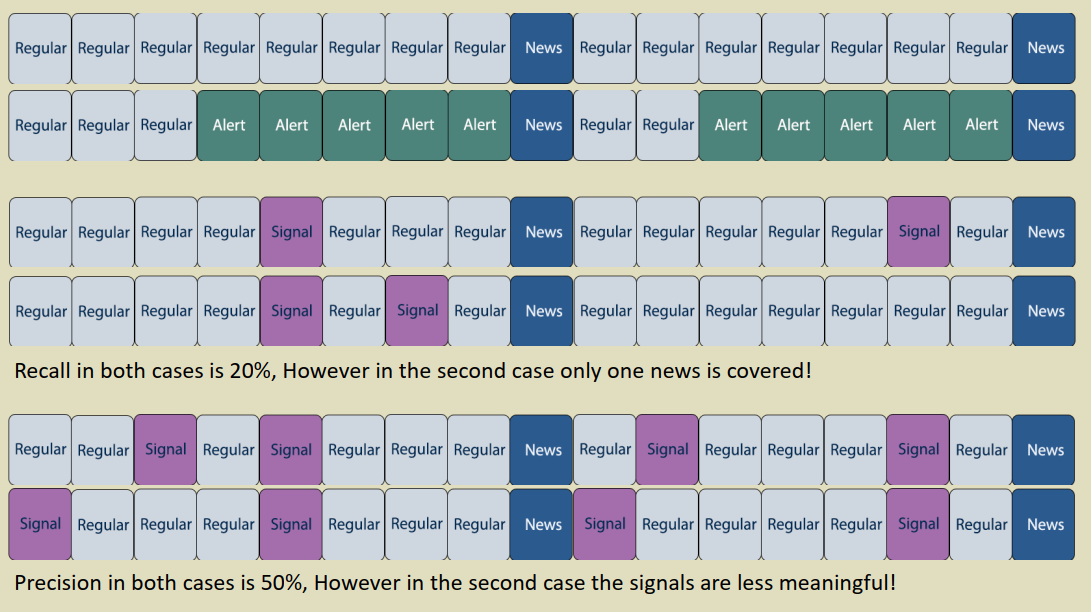 Regular Regular Regular Regular Regular Regular Regular Regular News Regular Regular Regular Regular Regular Regular Regular News
Regular Regular Regular Alert Alert Alert Alert Alert News Regular Regular Alert Alert Alert Alert Alert News
Regular Regular Regular Regular Signal Regular Regular Regular News Regular Regular Regular Regular Regular Signal Regular News
Regular Regular Regular Regular Signal Regular Signal Regular News Regular Regular Regular Regular Regular Regular Regular News
Recall in both cases is 20%, However in the second case only one news is covered!
Regular Regular Signal Regular Signal Regular Regular Regular News Regular Signal Regular Regular Regular Signal Regular News
Signal Regular Regular Regular Signal Regular Regular Regular News Signal Regular Regular Regular Regular Signal Regular News
Precision in both cases is 50%, However in the second case the signals are less meaningful!